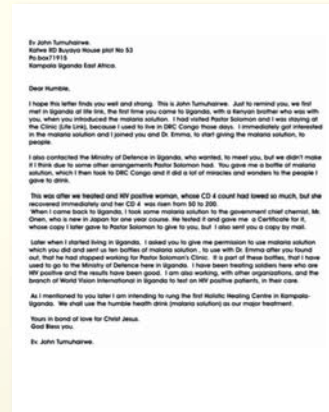 Ev John Tumuhairwe.
Katwe RD Buyaya House plot No 53
Po.box71915
Kampala Uganda East Africa.
Dear Humble,
I hope this letter finds you well and strong. This is John Tumuhairwe. Just to remind you, we first
met in Uganda at life link, the first time you came to Uganda, with a Kenyan brother who was with
you, when you introduced the malaria solution. I had visited Pastor Solomon and I was staying at
the Clinic (Life Link), because I used to live in DRC Congo those days. I immediately got interested
in the malaria solution and I joined you and Dr. Emma, to start giving the malaria solution, to
people.
I also contacted the Ministry of Defence in Uganda, who wanted, to meet you, but we didn't make
it I think due to some other arrangements Pastor Solomon had. You gave me a bottle of malaria
solution, which I then took to DRC Congo and it did a lot of miracles and wonders to the people I
gave to drink.
This was after we treated and HIV positive woman, whose CD 4 count had lowed so much, but she
recovered immediately and her CD 4 was risen from 50 to 200.
When I came back to Uganda, I took some malaria solution to the government chief chemist, Mr.
Onen, who is new in Japan for one year course. He tested it and gave me a Certificate for it,
whose copy I later gave to Pastor Solomon to give to you, but I also sent you a copy by mail.
Later when I started living in Uganda, I asked you to give me permission to use malaria solution
which you did and sent us ten bottles of malaria solution, to use with Dr. Emma after you found
out, that he had stopped working for Pastor Solomon's Clinic. It is part of these bottles, that I have
used to go to the Ministry of Defence here in Uganda. I have been treating soldiers here who are
HIV positive and the results have been good. I am also working, with other organizations, and the
branch of World Vision International in Uganda to test on HIV positive patients, in their care.
As I mentioned to you later I am intending to rung the first Holistic Healing Centre in Kampala-
Uganda. We shall use the humble health drink (malaria solution) as our major treatment.
Yours in bond of love for Christ Jesus.
God Bless you.
Ev. John Tumuhairwe.